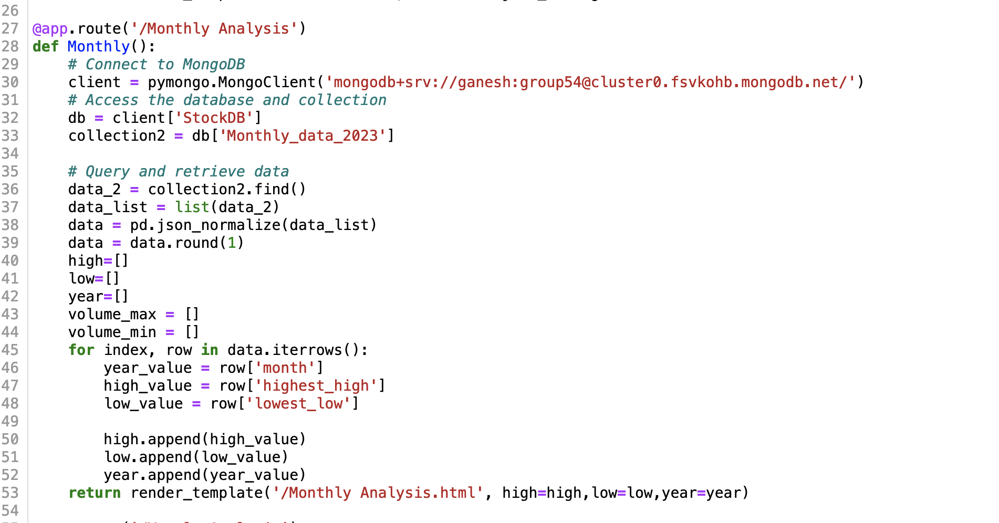 26
27 @app.route('/Monthly Analysis')
28 def Monthly():
29     # Connect to MongoDB
30     client = pymongo.MongoClient('mongodb+srv://ganesh:group54@cluster0.fsvkohb.mongodb.net/')
31     # Access the database and collection
32     db = client['StockDB']
33     collection2 = db['Monthly_data_2023']
34
35     # Query and retrieve data
36     data_2 = collection2.find()
37     data_list = list(data_2)
38     data = pd.json_normalize(data_list)
39     data = data.round(1)
40     high=[]
41     low=[]
42     year=[]
43     volume_max = []
44     volume_min = []
45     for index, row in data.iterrows():
46         year_value = row['month']
47         high_value = row['highest_high']
48         low_value = row['lowest_low']
49
50         high.append(high_value)
51         low.append(low_value)
52         year.append(year_value)
53     return render_template('/Monthly Analysis.html', high=high,low=low,year=year)
54